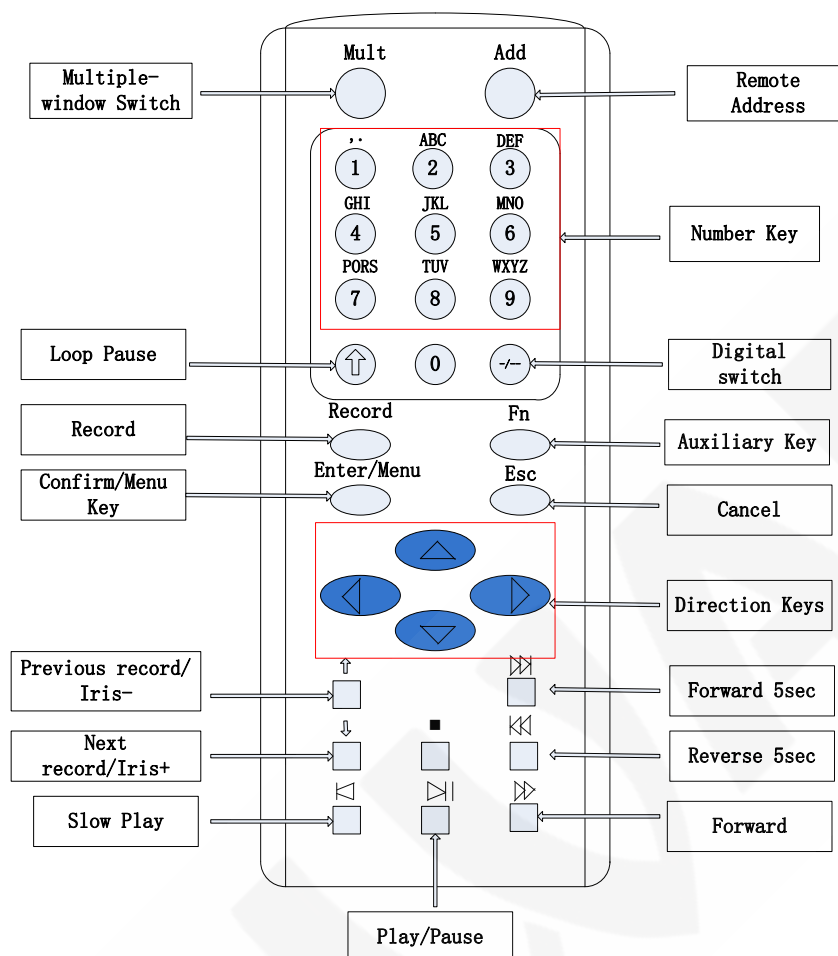 Mult
Add
Multiple-
window Switch
Remote
Address
,.
ABC
DEF
1
2
3
GHI
JKL
MNO
4
5
6
Number Key
PORS
TUV
WXYZ
7
8
9
Loop Pause
0
-/--
Digital
switch
Record
Fn
Record
Auxiliary Key
Enter/Menu
Esc
Confirm/Menu
Key
Cancel
Direction Keys
Previous record/
Iris-
Forward 5sec
Next
record/Iris+
Reverse 5sec
Slow Play
Forward
Play/Pause